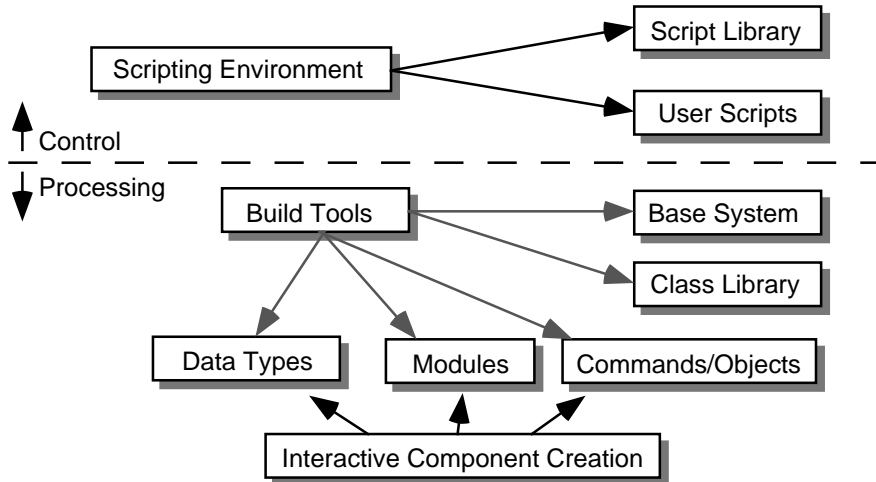 Script Library
Scripting Environment
User Scripts
Control
Processing
Build Tools
Base System
Class Library
Data Types
Modules
Commands/Objects
Interactive Component Creation